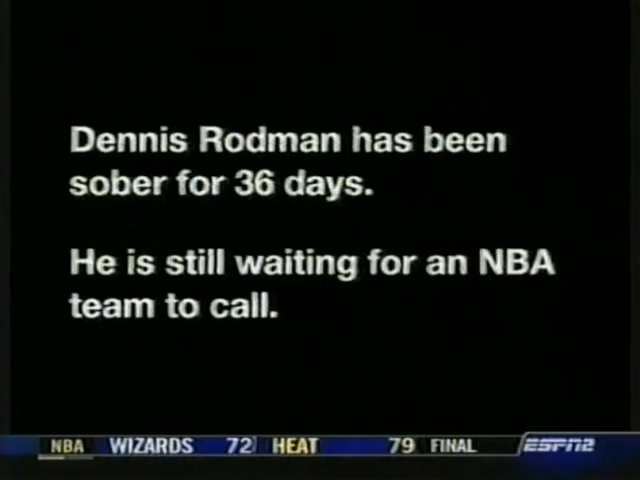 Dennis Rodman has been
sober for 36 days.
He is still waiting for an NBA
team to call.
NBA WIZARDS 72 HEAT 79 FINAL ESPN2